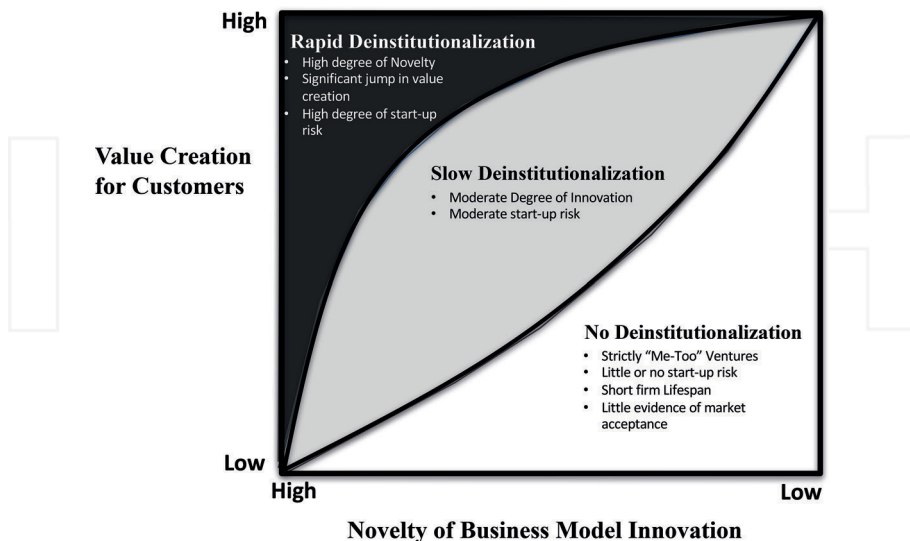 High
Rapid Deinstitutionalization
• High degree of Novelty
• Significant jump in value
creation
• High degree of start-up
risk
Value Creation
for Customers
Slow Deinstitutionalization
• Moderate Degree of Innovation
• Moderate start-up risk
No Deinstitutionalization
• Strictly “Me-Too” Ventures
• Little or no start-up risk
• Short firm Lifespan
• Little evidence of market
acceptance
Low
High
Low
Novelty of Business Model Innovation